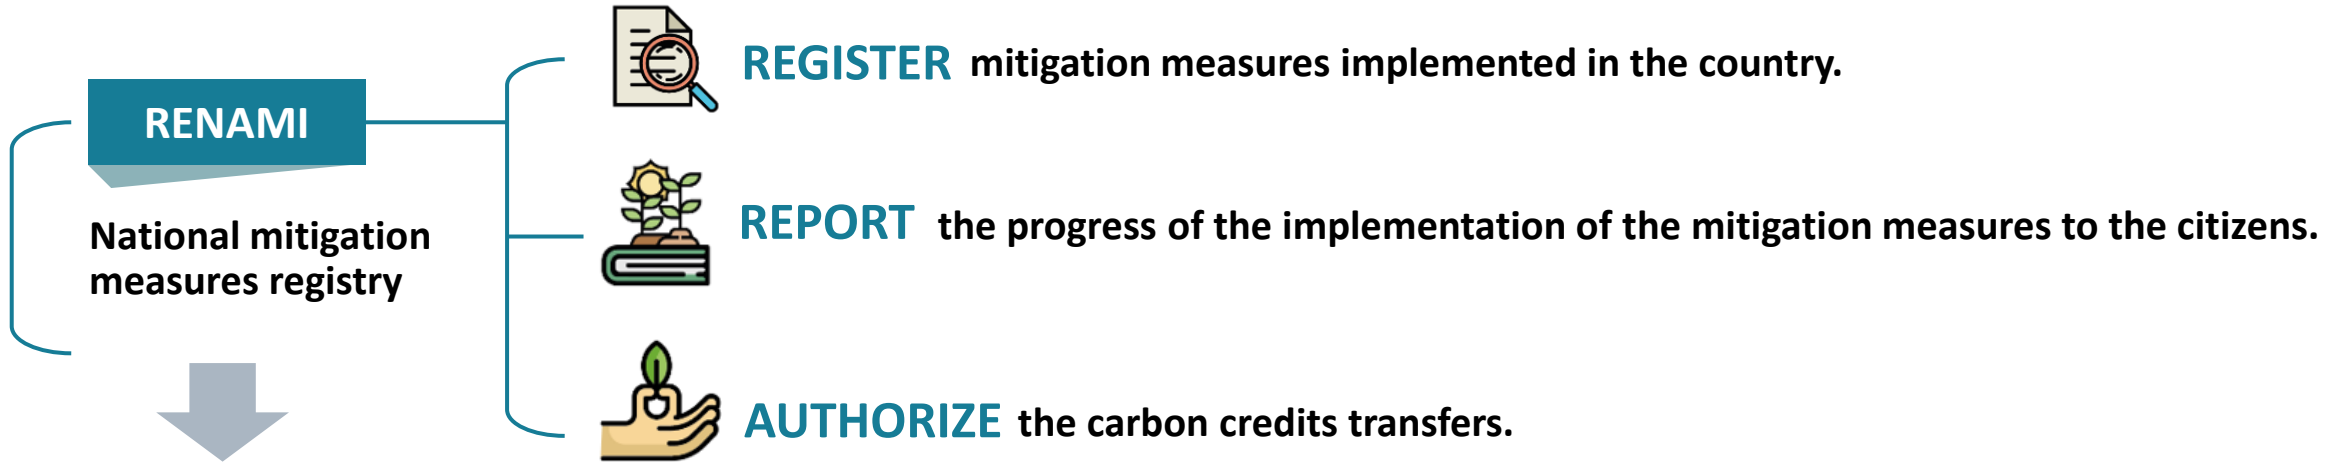 RENAMI
National mitigation
measures registry
REGISTER mitigation measures implemented in the country.
REPORT the progress of the implementation of the mitigation measures to the citizens.
AUTHORIZE the carbon credits transfers.